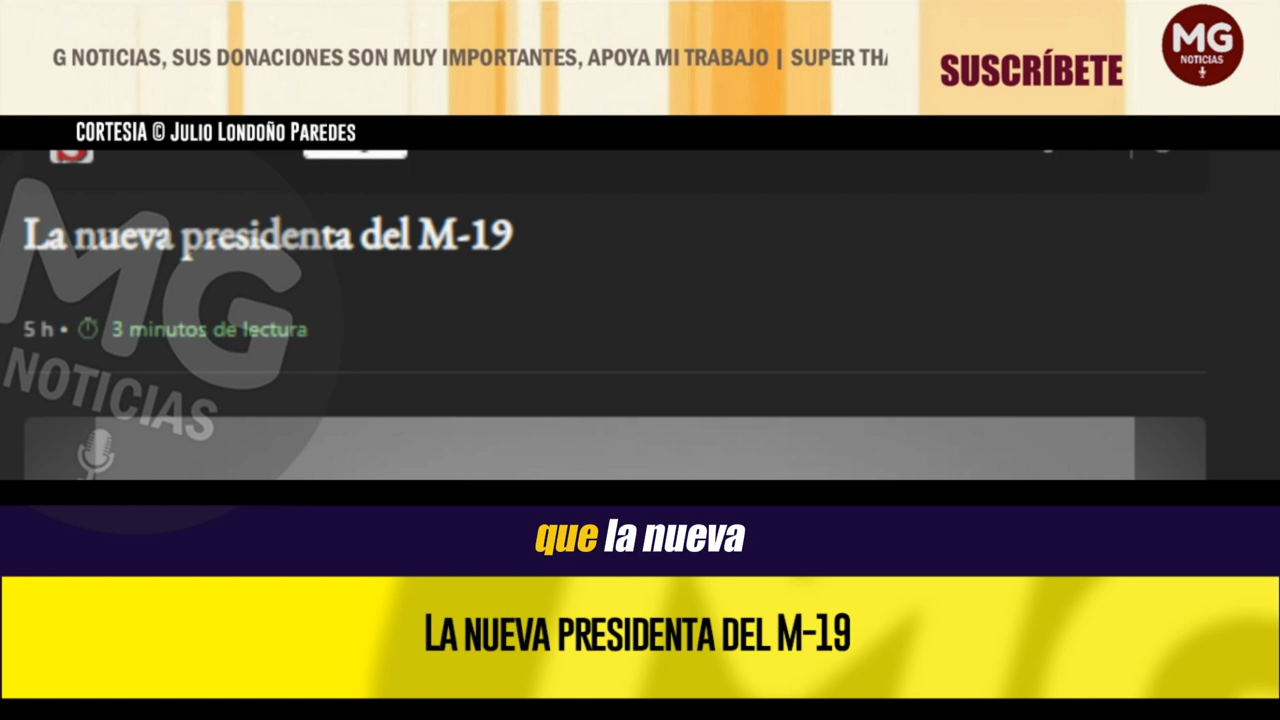 G NOTICIAS, SUS DONACIONES SON MUY IMPORTANTES, APOYA MI TRABAJO | SUPER THA
SUSCRÍBETE
MG
NOTICIAS
CORTESIA © JULIO LONDOÑO PAREDES
La nueva presidenta del M-19
5 h • 3 minutos de lectura
MG
NOTICIAS
que la nueva
LA NUEVA PRESIDENTA DEL M-19